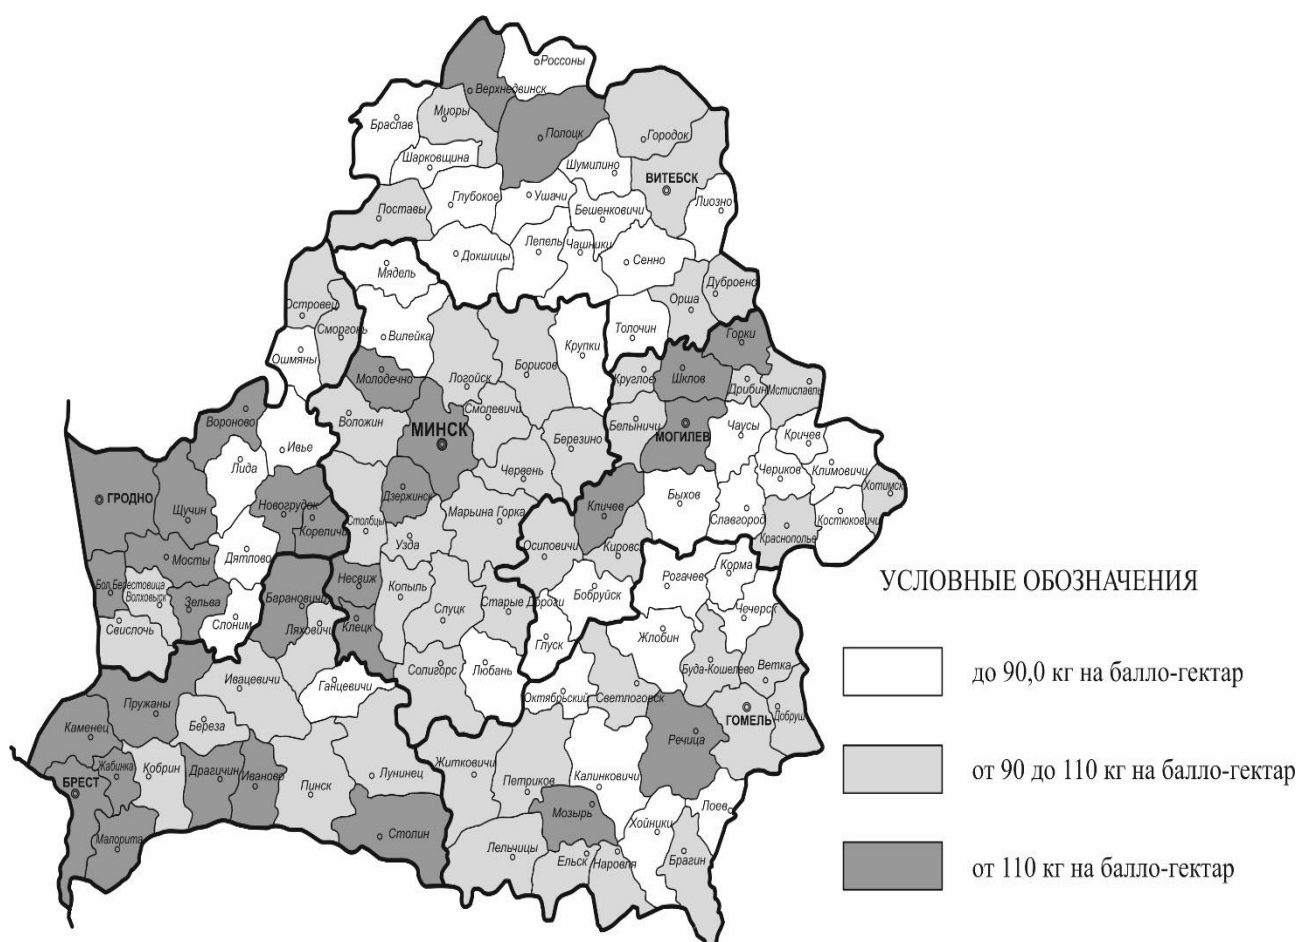 Россоны
Верхнедвинск
Миоры
Браслав
Полоцк
Городок
Шарковщина
Шумилино
ВИТЕБСК
Глубокое
Ушачи
Лиозно
Поставы
Бешенковичи
Лепель
Чашники
Докшицы
Сенно
Мядель
Дуброено
Орша
Островец
Сморгонь
Вилейка
Толочин
Горки
Ошмяны
Крупки
Борисов
Молодечно
Логойск
Круглое
Шклов
Дрибин
Мстиславль
Смолевичи
Вороново
Воложин
МИНСК
Белыничи
МОГИЛЕВ
Чаусы
Кричев
Ивье
Березино
Лида
Червень
Чериков
Климовичи
Хотимск
ГРОДНО
Щучин
Новогрудок
Дзержинск
Быхов
Кличев
Марьина Горка
Славгород
Костюковичи
Кореличи
Столбцы
Узда
Краснополье
Мосты
Дятлово
Осиповичи
Кировс
Бол.Берестовица
Волховыск
Зельва
Барановичи
Несвиж
Копыль
Рогачев
Корма
УСЛОВНЫЕ ОБОЗНАЧЕНИЯ
Слуцк
Старые Дороги
Бобруйск
Чечерск
Свислочь
Слоним
Ляховичи
Клецк
Глуск
Жлобин
Ивацевичи
Ганцевичи
Солигорс
Любань
Буда-Кошелево
Ветка
до 90,0 кг на балло-гектар
Октябрьский
Светлогорск
Пружаны
Береза
ГОМЕЛЬ
Добруш
Каменец
Речица
БРЕСТ
Жабинка
Кобрин
Драгичин
Иваново
Пинск
Лунинец
Житковичи
Петриков
Калинковичи
от 90 до 110 кг на балло-гектар
Малорита
Столин
Мозырь
Хойники
Лоев
Лельчицы
Ельск
Наровля
Брагин
от 110 кг на балло-гектар